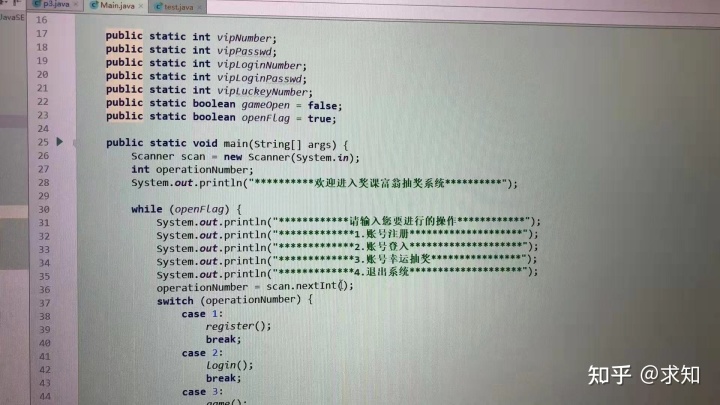 p3.java × Main.java × test.java ×
JavaSE
16
17 public static int vipNumber;
18 public static int vipPasswd;
19 public static int vipLoginNumber;
20 public static int vipLoginPasswd;
21 public static int vipLuckeyNumber;
22 public static boolean gameOpen = false;
23 public static boolean openFlag = true;
24
25 public static void main(String[] args) {
26 Scanner scan = new Scanner(System.in);
27 int operationNumber;
28 System.out.println("**********欢迎进入奖课富翁抽奖系统**********");
29
30 while (openFlag) {
31 System.out.println("************请输入您要进行的操作************");
32 System.out.println("*************1.账号注册*********************");
33 System.out.println("*************2.账号登入*********************");
34 System.out.println("*************3.账号幸运抽奖*****************");
35 System.out.println("*************4.退出系统*********************");
36 operationNumber = scan.nextInt();
37 switch (operationNumber) {
38 case 1:
39 register();
40 break;
41 case 2:
42 Login();
43 break;
44 case 3:
game();
知乎 @求知